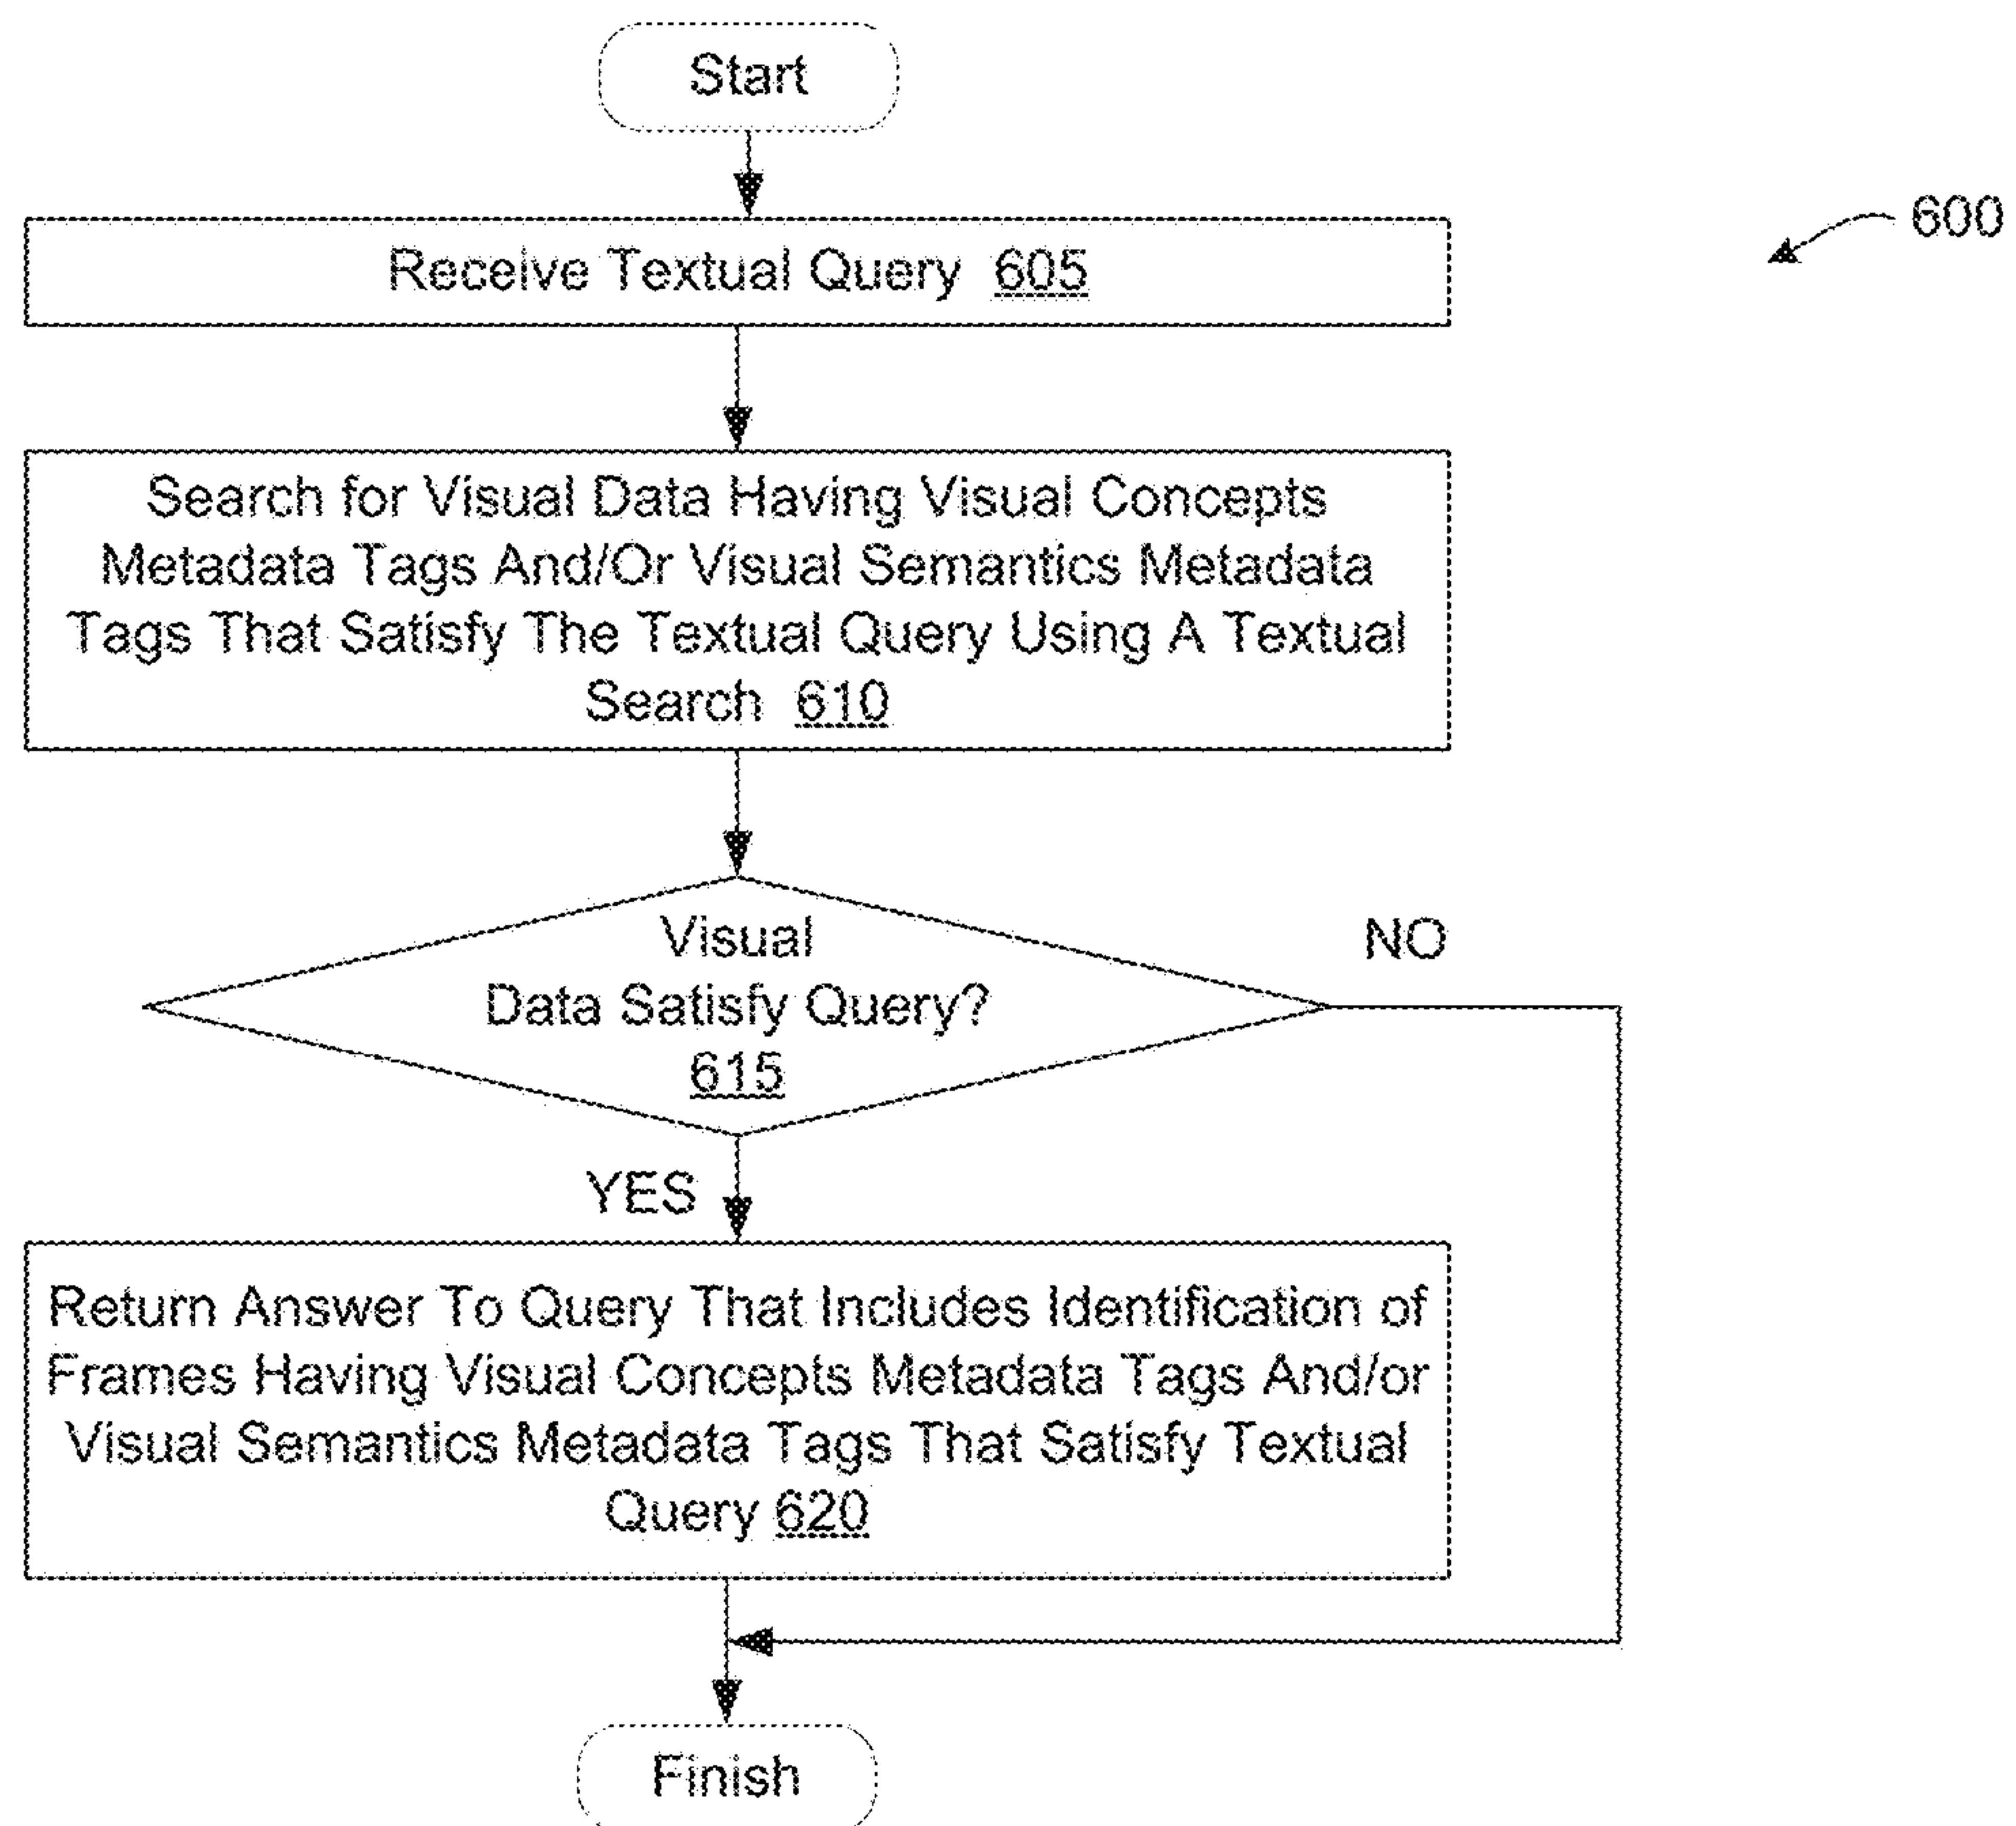 Start
600
Receive Textual Query 605
Search for Visual Data Having Visual Concepts
Metadata Tags And/Or Visual Semantics Metadata
Tags That Satisfy The Textual Query Using A Textual
Search 610
Visual
Data Satisfy Query?
615
NO
YES
Return Answer To Query That Includes Identification of
Frames Having Visual Concepts Metadata Tags And/or
Visual Semantics Metadata Tags That Satisfy Textual
Query 620
Finish